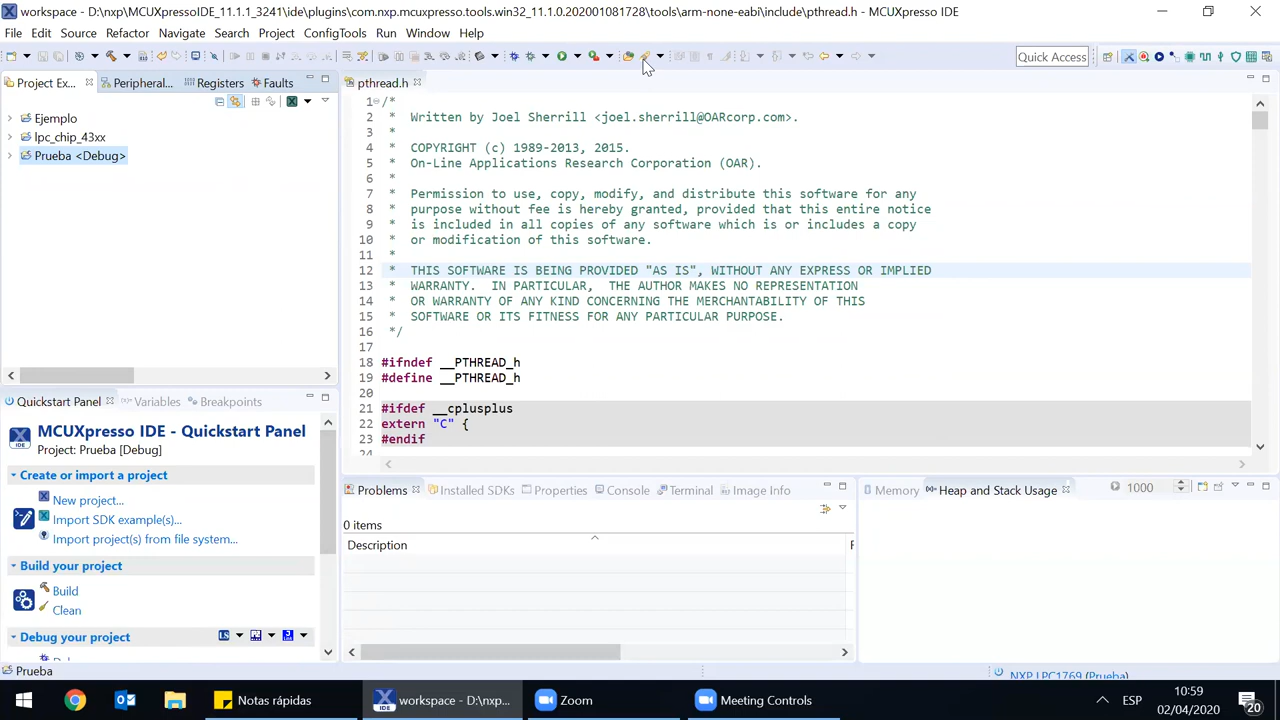 workspace - D:\nxp\MCUXpressoIDE_11.1.1_3241\ide\plugins\com.nxp.mcuxpresso.tools.win32_11.1.0.202001081728\tools\arm-none-eabi\include\pthread.h - MCUXpresso IDE
File Edit Source Refactor Navigate Search Project ConfigTools Run Window Help
Quick Access
Project Ex... Peripheral... Registers Faults
pthread.h
Ejemplo
lpc_chip_43xx
Prueba <Debug>
1 /*
2 * Written by Joel Sherrill <joel.sherrill@OARcorp.com>.
3 *
4 * COPYRIGHT (c) 1989-2013, 2015.
5 * On-Line Applications Research Corporation (OAR).
6 *
7 * Permission to use, copy, modify, and distribute this software for any
8 * purpose without fee is hereby granted, provided that this entire notice
9 * is included in all copies of any software which is or includes a copy
10 * or modification of this software.
11 *
12 * THIS SOFTWARE IS BEING PROVIDED "AS IS", WITHOUT ANY EXPRESS OR IMPLIED
13 * WARRANTY. IN PARTICULAR, THE AUTHOR MAKES NO REPRESENTATION
14 * OR WARRANTY OF ANY KIND CONCERNING THE MERCHANTABILITY OF THIS
15 * SOFTWARE OR ITS FITNESS FOR ANY PARTICULAR PURPOSE.
16 */
17
18 #ifndef __PTHREAD_h
19 #define __PTHREAD_h
20
21 #ifdef __cplusplus
22 extern "C" {
23 #endif
24
Quickstart Panel Variables Breakpoints
IDE
MCUXpresso IDE - Quickstart Panel
Project: Prueba [Debug]
Create or import a project
New project...
Import SDK example(s)...
Import project(s) from file system...
Build your project
Build
Clean
Debug your project
LS
Problems Installed SDKs Properties Console Terminal Image Info
0 items
Description
Memory Heap and Stack Usage
1000
Prueba
NXP LPC1769 (Prueba)
Notas rápidas
IDE
workspace - D:\nxp...
Zoom
Meeting Controls
ESP
10:59
02/04/2020
20